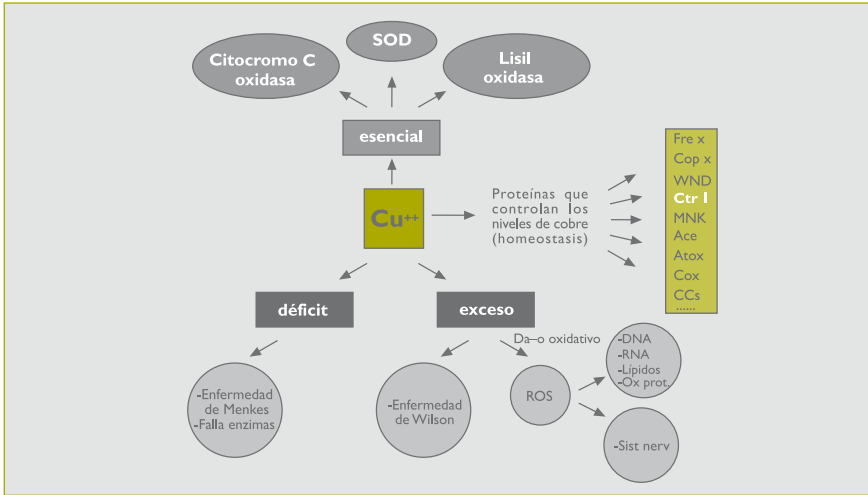 SOD
Citocromo C
oxidasa
Lisil
oxidasa
esencial
Cu++
Proteínas que
controlan los
niveles de cobre
(homeostasis)
Fre x
Cop x
WND
Ctr 1
MNK
Ace
Atox
Cox
CCs
......
déficit
exceso
-Enfermedad
de Menkes
-Falla enzimas
-Enfermedad
de Wilson
Da–o oxidativo
ROS
-DNA
-RNA
-Lípidos
-Ox prot.
-Sist nerv